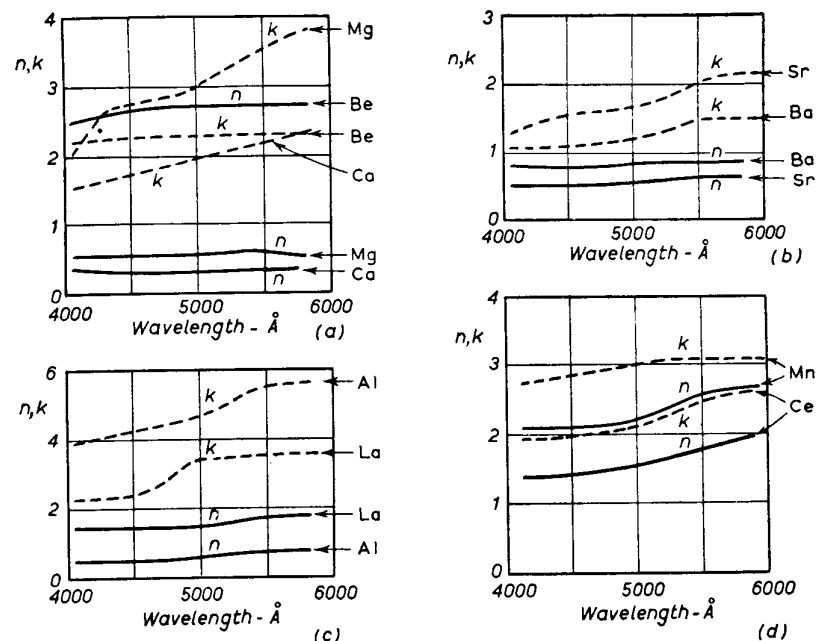 4
n,k
3
2
1
0
k
Mg
n
Be
k
Be
k
Ca
n
Mg
n
Ca
4000
5000
6000
Wavelength - Å
(a)
3
n,k
2
1
0
k
Sr
k
Ba
n
Ba
n
Sr
4000
5000
6000
Wavelength - Å
(b)
6
n,k
4
2
0
k
Al
k
La
n
La
n
Al
4000
5000
6000
Wavelength - Å
(c)
4
n,k
3
2
1
k
n
Mn
k
Ce
n
4000
5000
6000
Wavelength - Å
(d)